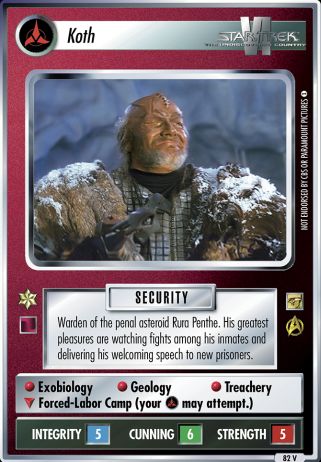 Koth
STAR TREK
VI
THE UNDISCOVERED COUNTRY
NOT ENDORSED BY CBS OR PARAMOUNT PICTURES
SECURITY
Warden of the penal asteroid Rura Penthe. His greatest
pleasures are watching fights among his inmates and
delivering his welcoming speech to new prisoners.
Exobiology Geology Treachery
Forced-Labor Camp (your may attempt.)
INTEGRITY 5 CUNNING 6 STRENGTH 5
82 V